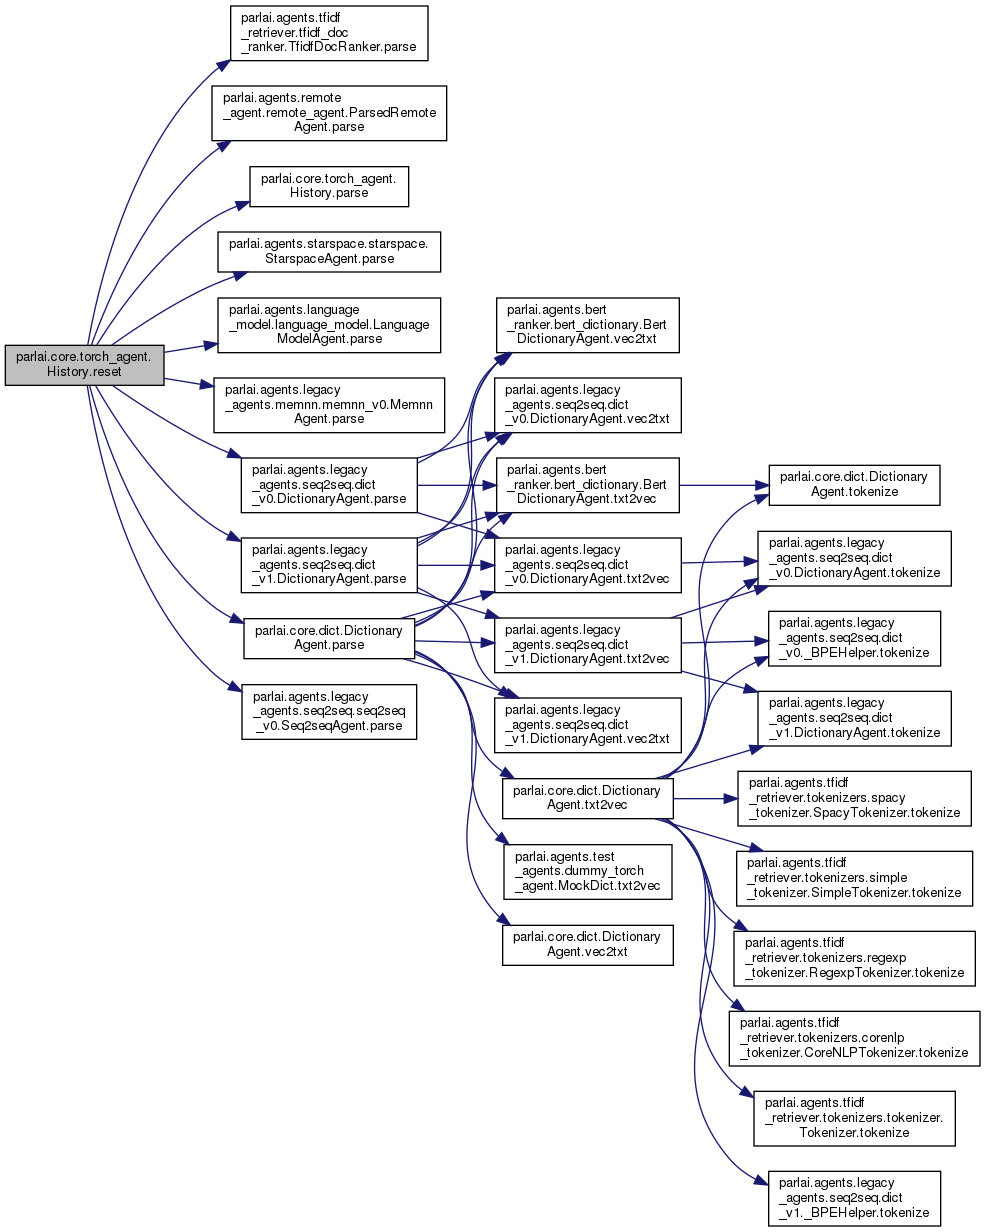 parlai.agents.tfidf
_retriever.tfidf_doc
_ranker.TfidfDocRanker.parse
parlai.agents.remote
_agent.remote_agent.ParsedRemote
Agent.parse
parlai.core.torch_agent.
History.parse
parlai.agents.starspace.starspace.
StarspaceAgent.parse
parlai.agents.language
_model.language_model.Language
ModelAgent.parse
parlai.core.torch_agent.
History.reset
parlai.agents.legacy
_agents.memnn.memnn_v0.Memnn
Agent.parse
parlai.agents.legacy
_agents.seq2seq.dict
_v0.DictionaryAgent.parse
parlai.agents.legacy
_agents.seq2seq.dict
_v1.DictionaryAgent.parse
parlai.core.dict.Dictionary
Agent.parse
parlai.agents.legacy
_agents.seq2seq.seq2seq
_v0.Seq2seqAgent.parse
parlai.agents.bert
_ranker.bert_dictionary.Bert
DictionaryAgent.vec2txt
parlai.agents.legacy
_agents.seq2seq.dict
_v0.DictionaryAgent.vec2txt
parlai.agents.bert
_ranker.bert_dictionary.Bert
DictionaryAgent.txt2vec
parlai.agents.legacy
_agents.seq2seq.dict
_v0.DictionaryAgent.txt2vec
parlai.agents.legacy
_agents.seq2seq.dict
_v1.DictionaryAgent.txt2vec
parlai.agents.legacy
_agents.seq2seq.dict
_v1.DictionaryAgent.vec2txt
parlai.core.dict.Dictionary
Agent.txt2vec
parlai.agents.test
_agents.dummy_torch
_agent.MockDict.txt2vec
parlai.core.dict.Dictionary
Agent.vec2txt
parlai.core.dict.Dictionary
Agent.tokenize
parlai.agents.legacy
_agents.seq2seq.dict
_v0.DictionaryAgent.tokenize
parlai.agents.legacy
_agents.seq2seq.dict
_v0._BPEHelper.tokenize
parlai.agents.legacy
_agents.seq2seq.dict
_v1.DictionaryAgent.tokenize
parlai.agents.tfidf
_retriever.tokenizers.spacy
_tokenizer.SpacyTokenizer.tokenize
parlai.agents.tfidf
_retriever.tokenizers.simple
_tokenizer.SimpleTokenizer.tokenize
parlai.agents.tfidf
_retriever.tokenizers.regexp
_tokenizer.RegexpTokenizer.tokenize
parlai.agents.tfidf
_retriever.tokenizers.corenlp
_tokenizer.CoreNLPTokenizer.tokenize
parlai.agents.tfidf
_retriever.tokenizers.tokenizer.
Tokenizer.tokenize
parlai.agents.legacy
_agents.seq2seq.dict
_v1._BPEHelper.tokenize